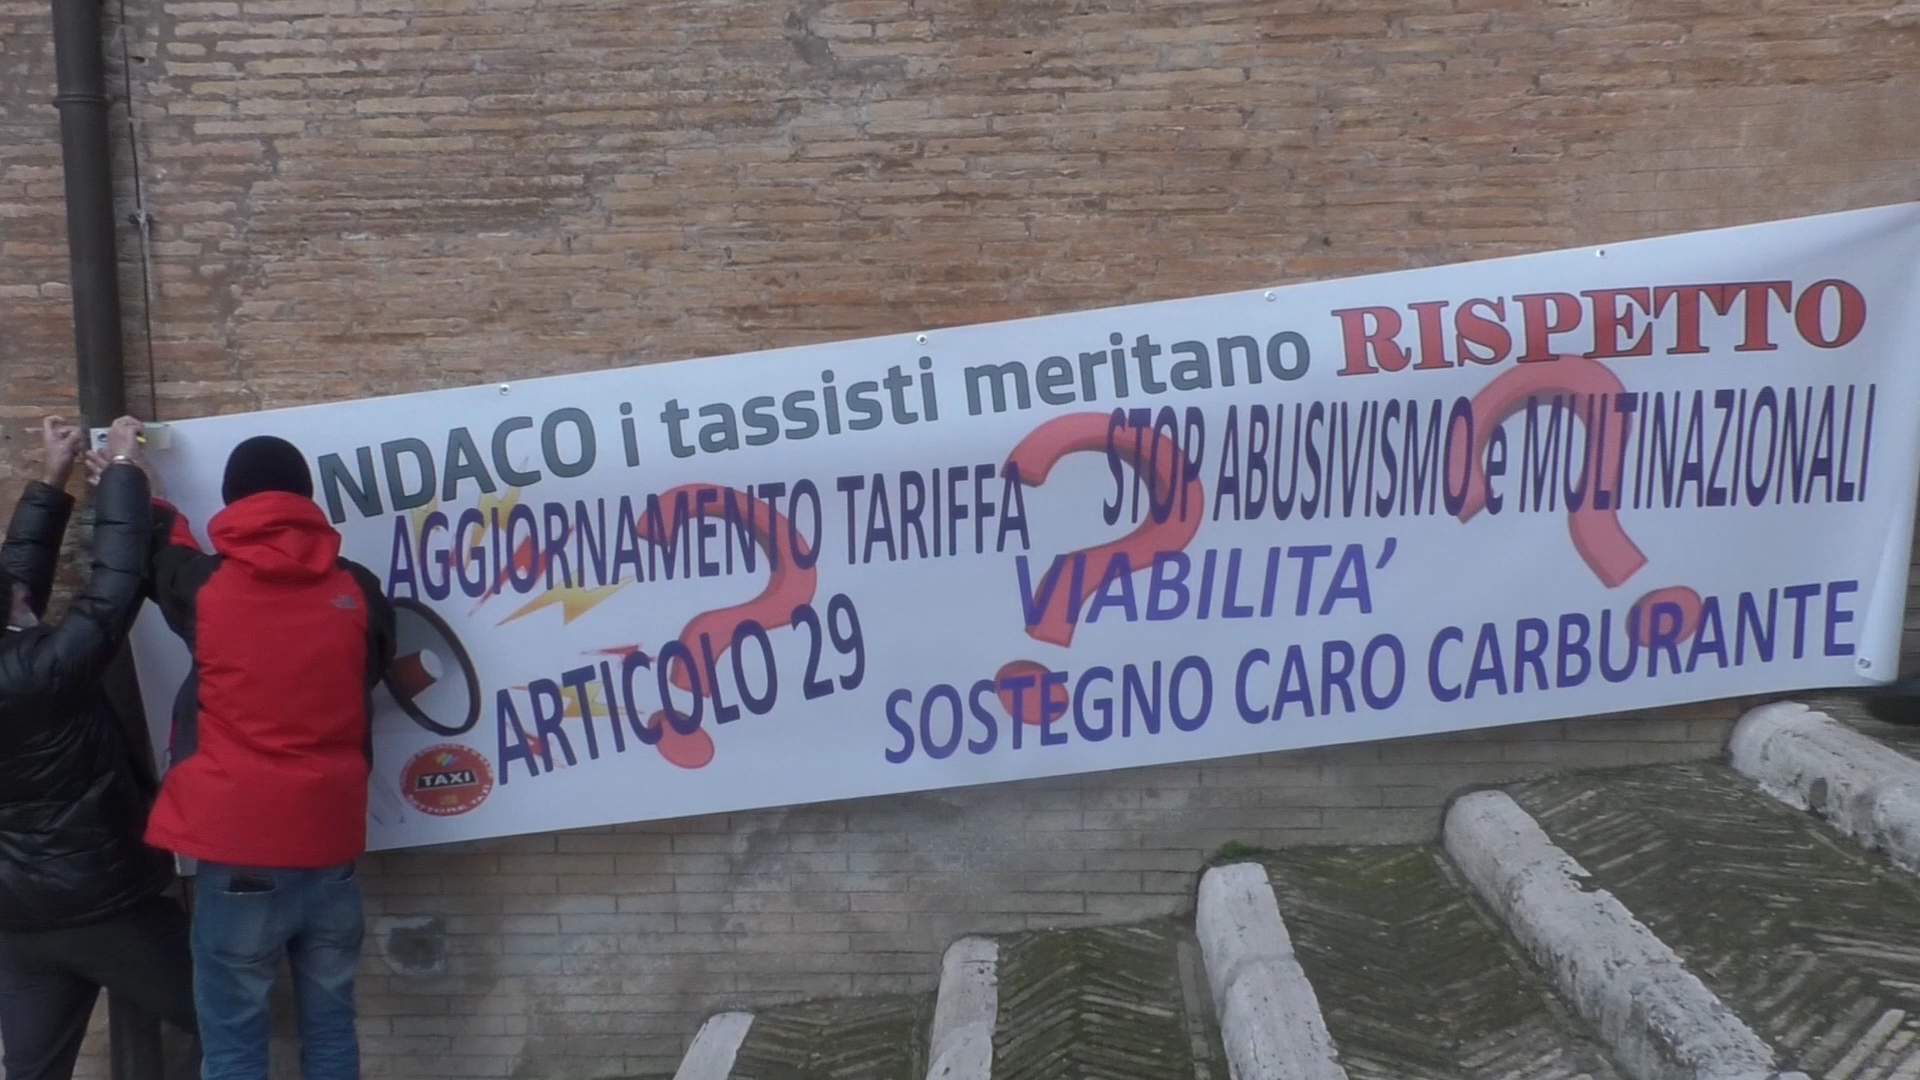 NDACO i tassisti meritano RISPETTO
AGGIORNAMENTO TARIFFA
STOP ABUSIVISMO e MULTINAZIONALI
VIABILITA'
ARTICOLO 29
SOSTEGNO CARO CARBURANTE
TAXI